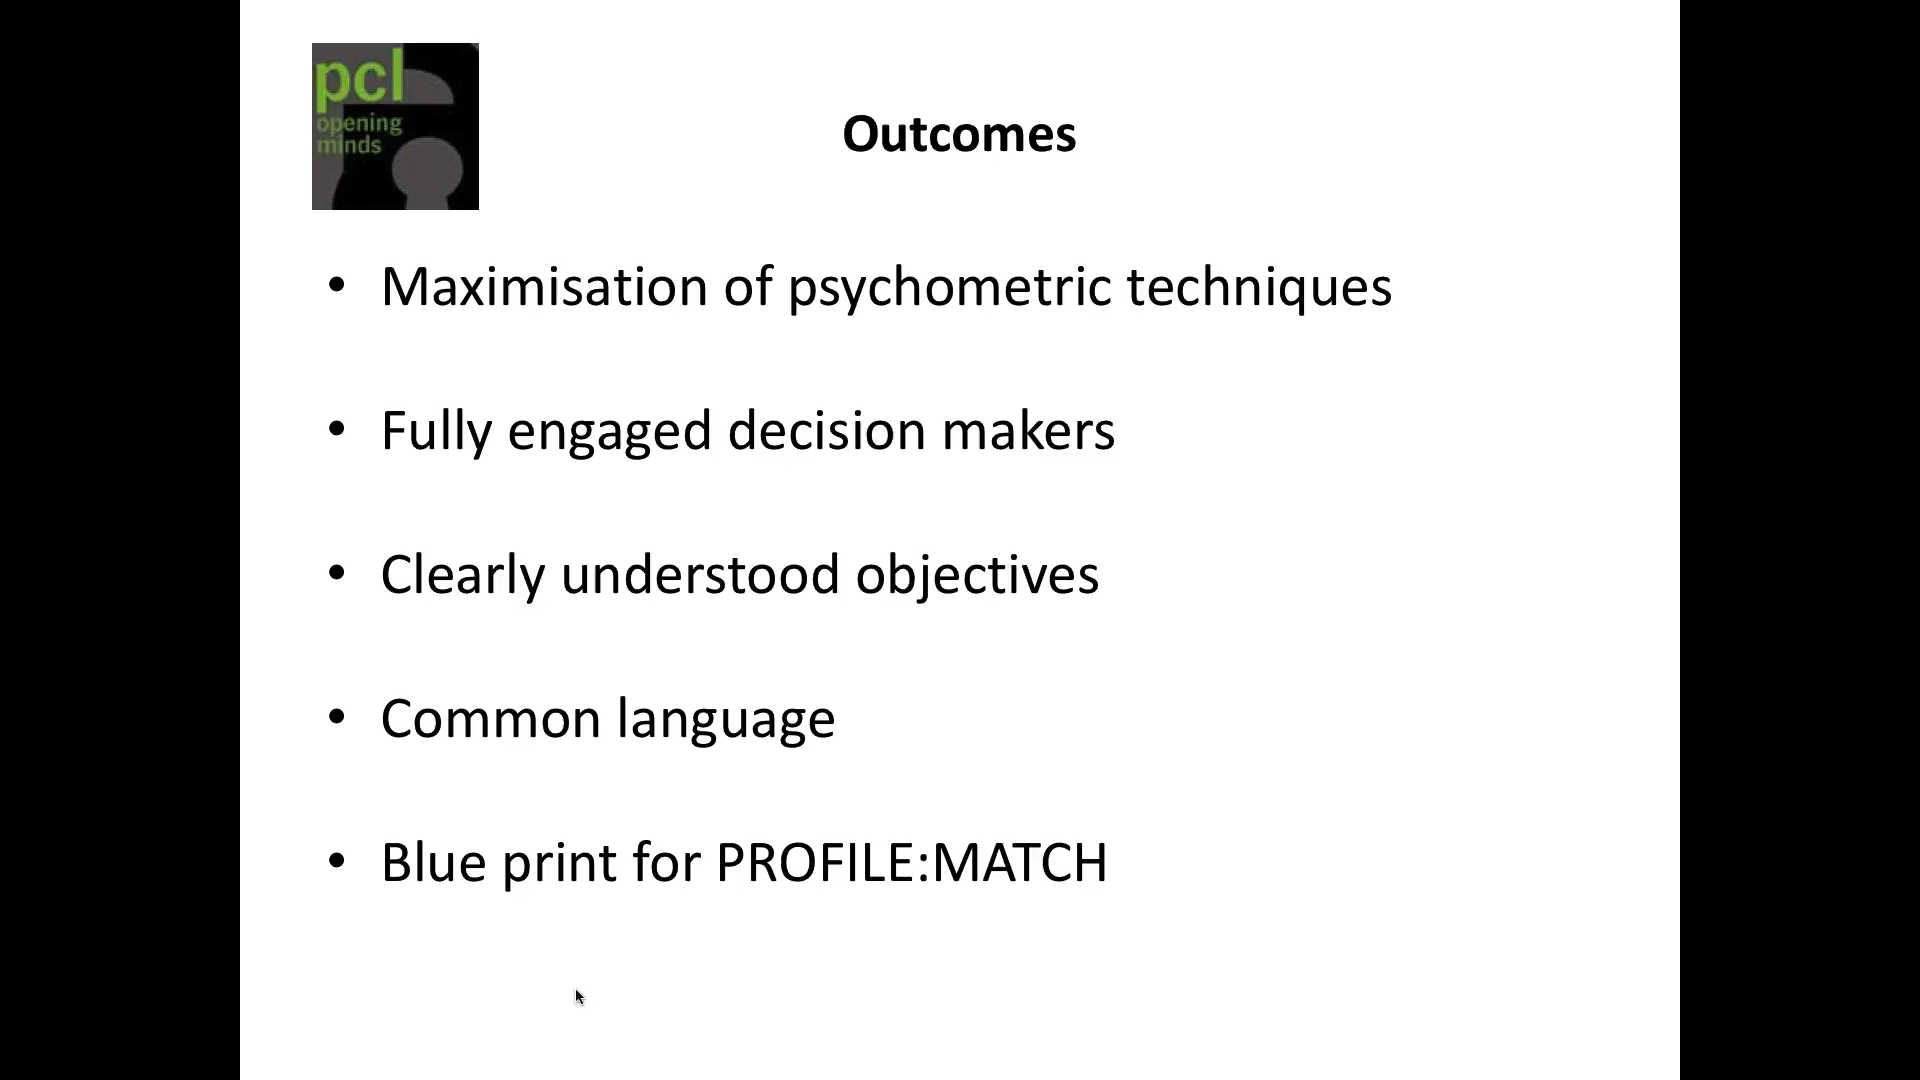 pcl
opening
minds
Outcomes
• Maximisation of psychometric techniques
• Fully engaged decision makers
• Clearly understood objectives
• Common language
• Blue print for PROFILE:MATCH